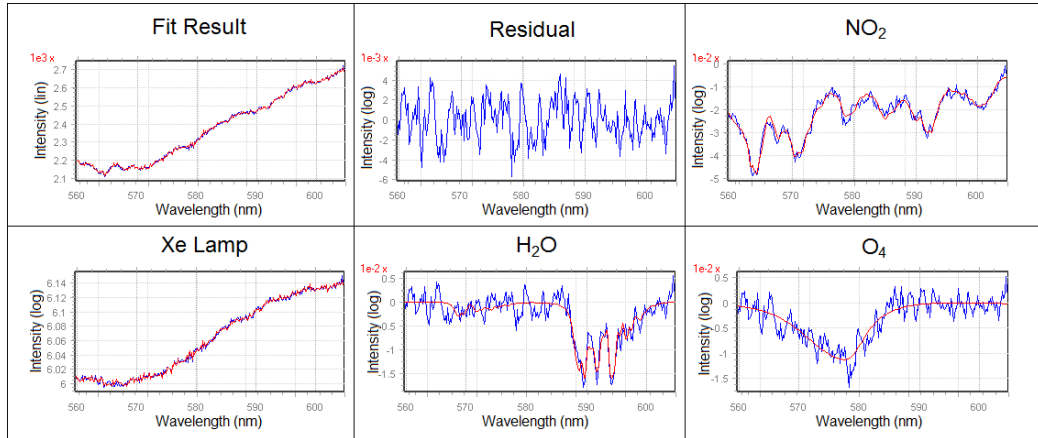 Fit Result
1e3 x
Intensity (lin)
2.7
2.6
2.5
2.4
2.3
2.2
2.1
560 570 580 590 600
Wavelength (nm)
Residual
1e-3 x
Intensity (log)
4
2
0
-2
-4
-6
560 570 580 590 600
Wavelength (nm)
NO₂
1e-2 x
Intensity (log)
0
-1
-2
-3
-4
-5
560 570 580 590 600
Wavelength (nm)
Xe Lamp
Intensity (log)
6.14
6.12
6.1
6.08
6.06
6.04
6.02
6
560 570 580 590 600
Wavelength (nm)
H₂O
1e-2 x
Intensity (log)
0.5
0
-0.5
-1
-1.5
560 570 580 590 600
Wavelength (nm)
O₄
1e-2 x
Intensity (log)
0.5
0
-0.5
-1
-1.5
560 570 580 590 600
Wavelength (nm)